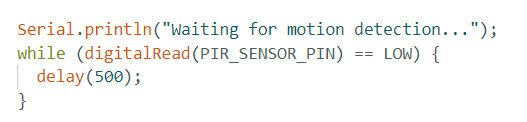 Serial.println("Waiting for motion detection...");
while (digitalRead(PIR_SENSOR_PIN) == LOW) {
  delay(500);
}